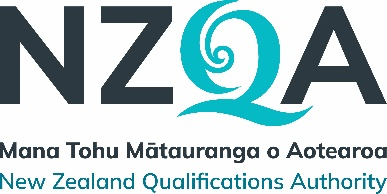 NZQA
Mana Tohu Mātauranga o Aotearoa
New Zealand Qualifications Authority